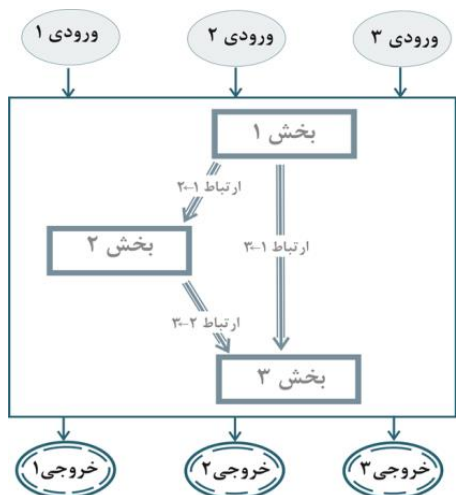 ورودی ۳
ورودی ۲
ورودی ۱
بخش ۱
ارتباط ۱←۲
بخش ۲
ارتباط ۱←۳
ارتباط ۲←۳
بخش ۳
خروجی۳
خروجی۲
خروجی۱